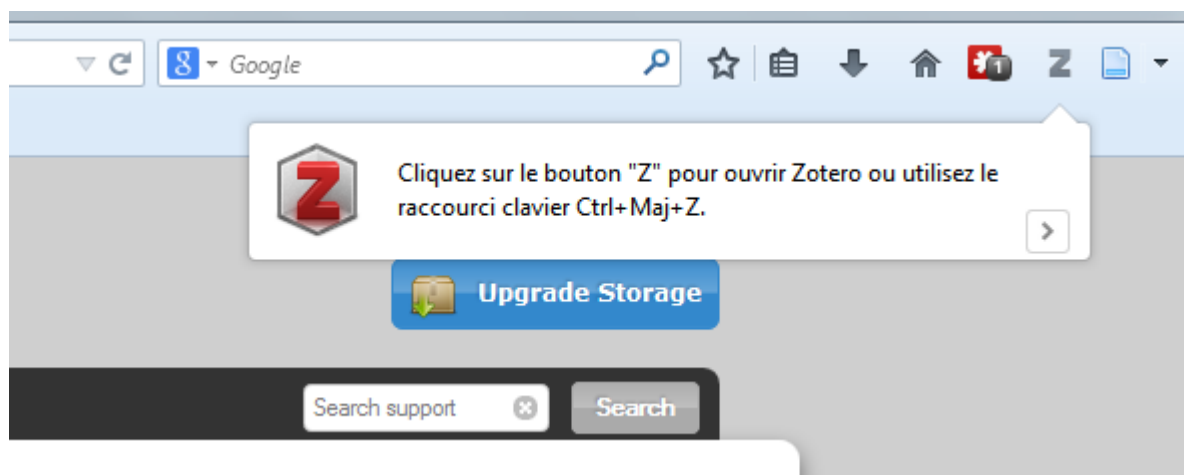 Google
1
Z
Z
Cliquez sur le bouton "Z" pour ouvrir Zotero ou utilisez le
raccourci clavier Ctrl+Maj+Z.
Upgrade Storage
Search support
Search